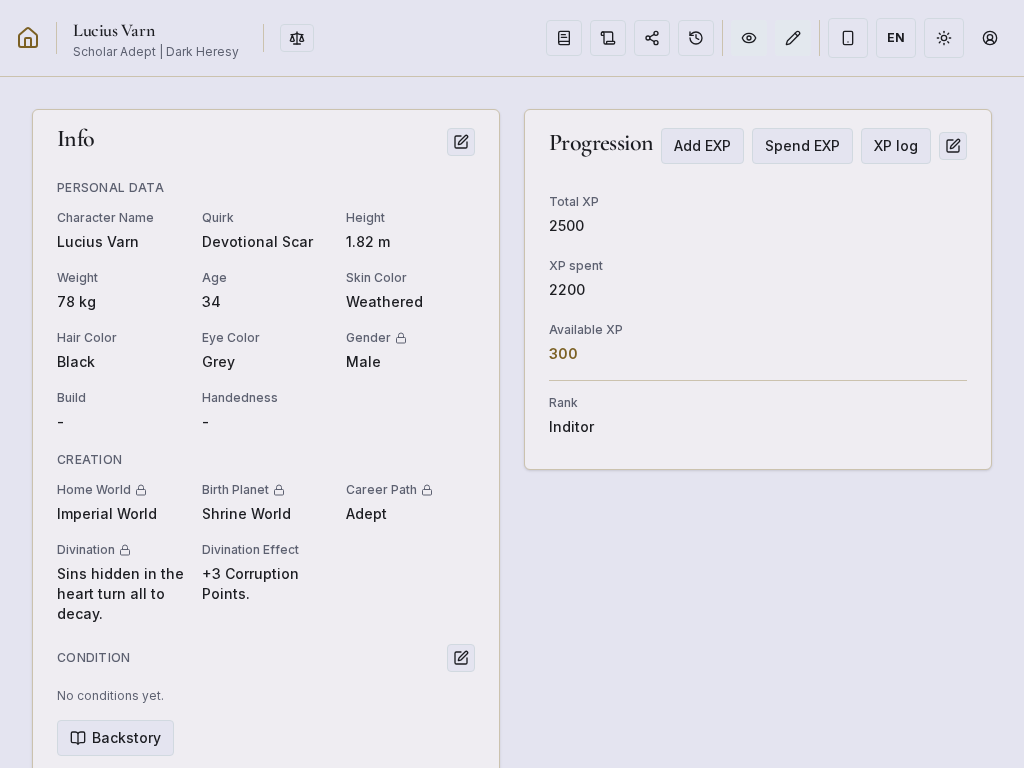 Lucius Varn
Scholar Adept | Dark Heresy
EN
Info
PERSONAL DATA
Character Name
Quirk
Height
Lucius Varn
Devotional Scar
1.82 m
Weight
Age
Skin Color
78 kg
34
Weathered
Hair Color
Eye Color
Gender
Black
Grey
Male
Build
Handedness
-
-
CREATION
Home World
Birth Planet
Career Path
Imperial World
Shrine World
Adept
Divination
Divination Effect
Sins hidden in the
heart turn all to
decay.
+3 Corruption
Points.
CONDITION
No conditions yet.
Backstory
Progression
Add EXP
Spend EXP
XP log
Total XP
2500
XP spent
2200
Available XP
300
Rank
Inditor